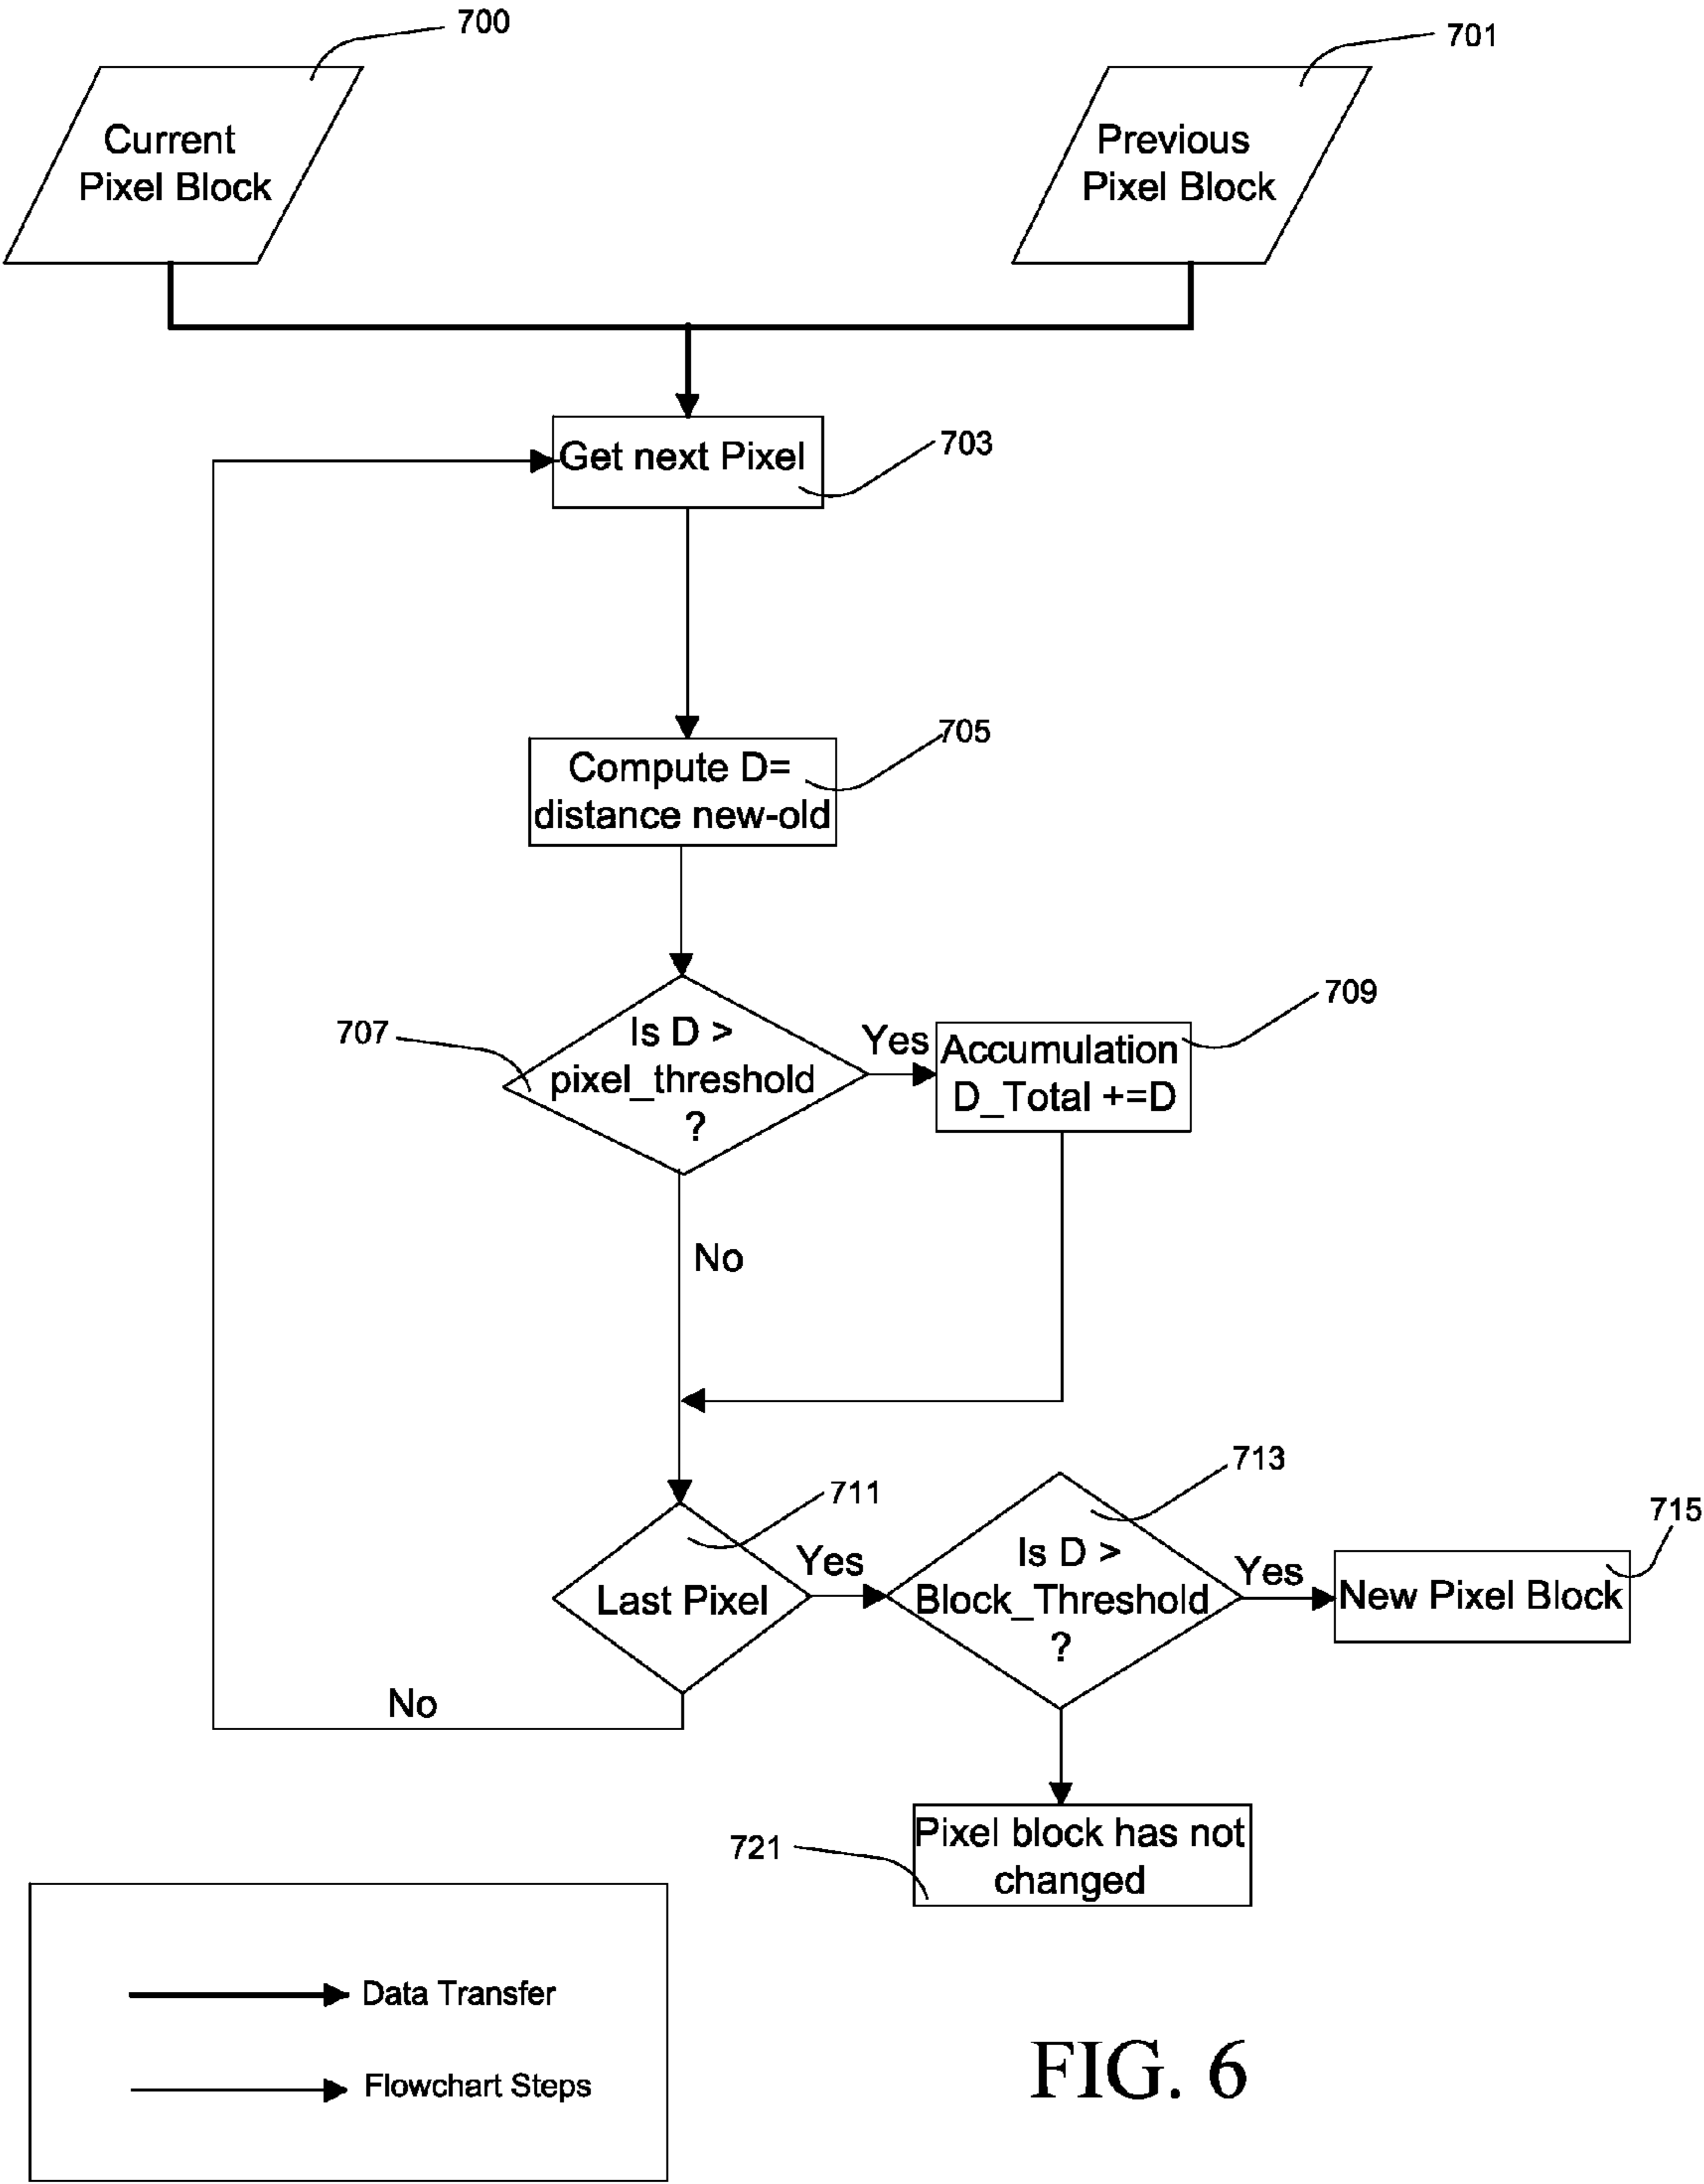 700
701
Current
Pixel Block
Previous
Pixel Block
Get next Pixel
703
705
Compute D=
distance new-old
707
Is D >
pixel_threshold
?
Yes
709
Accumulation
D_Total +=D
No
711
Last Pixel
Yes
713
Is D >
Block_Threshold
?
Yes
715
New Pixel Block
No
721
Pixel block has not
changed
Data Transfer
Flowchart Steps
FIG. 6